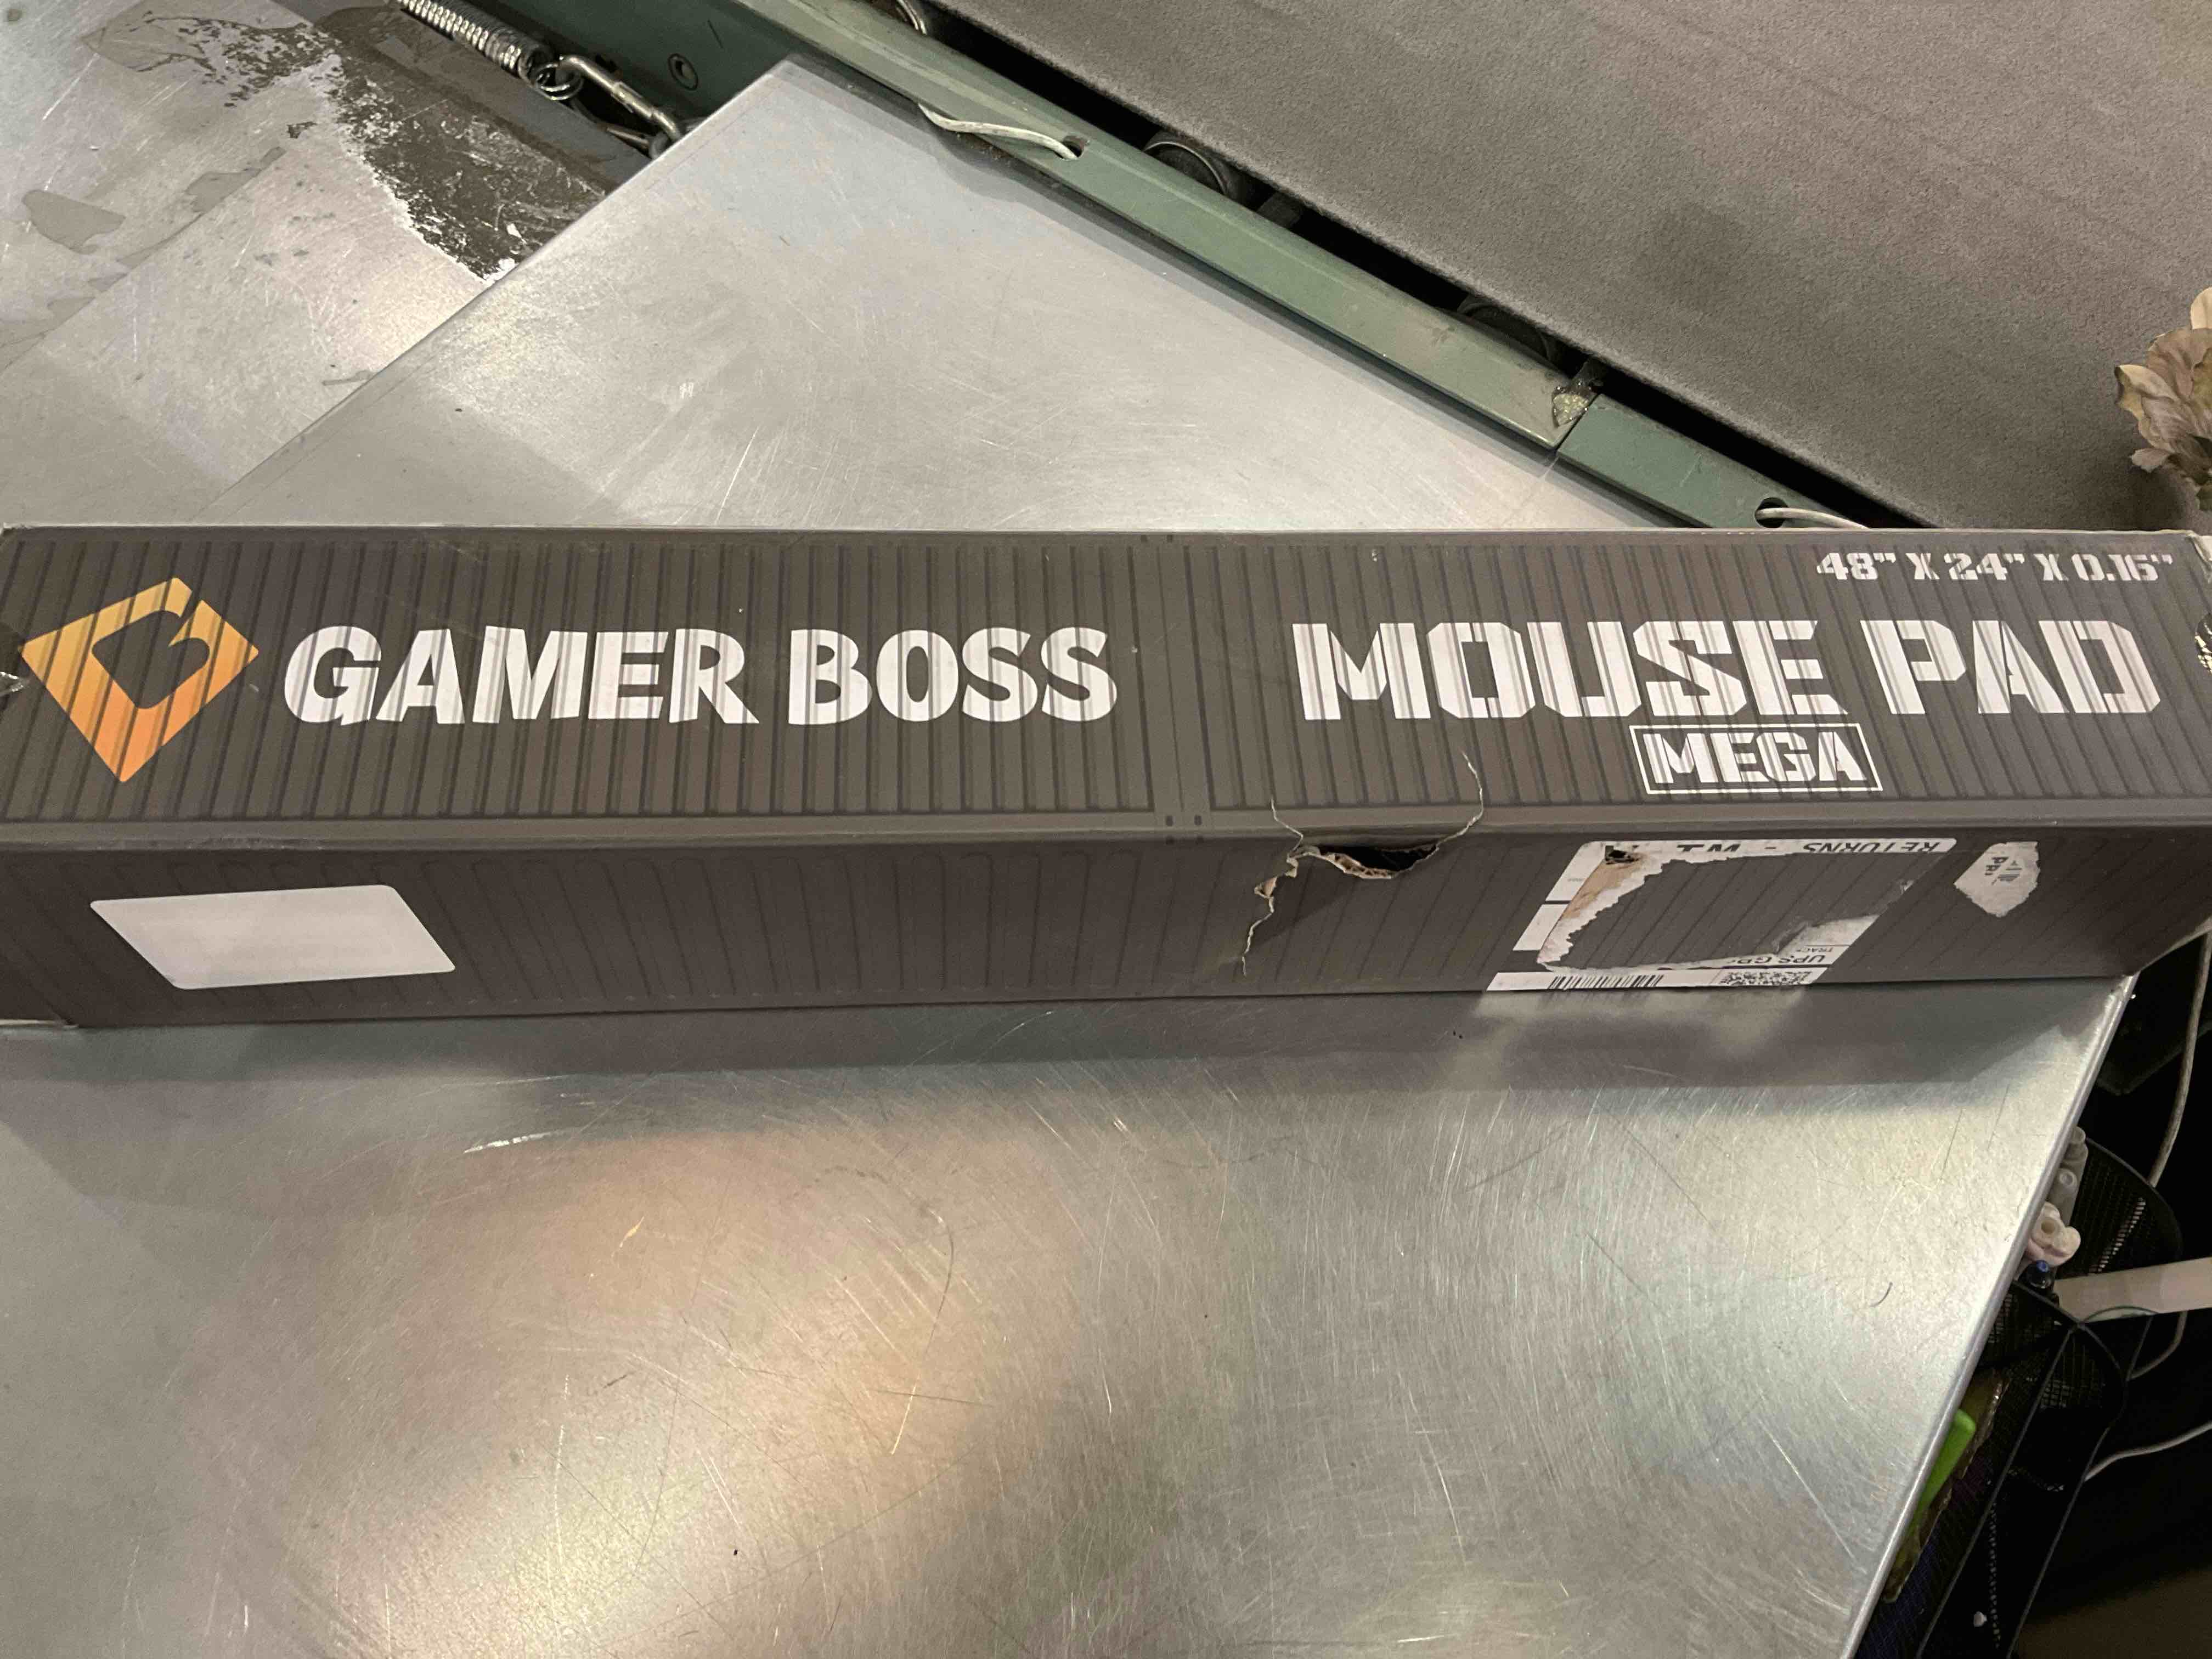 48" X 24" X 0.16"
GAMER BOSS
MOUSE PAD
MEGA
RETURNS -
UPS